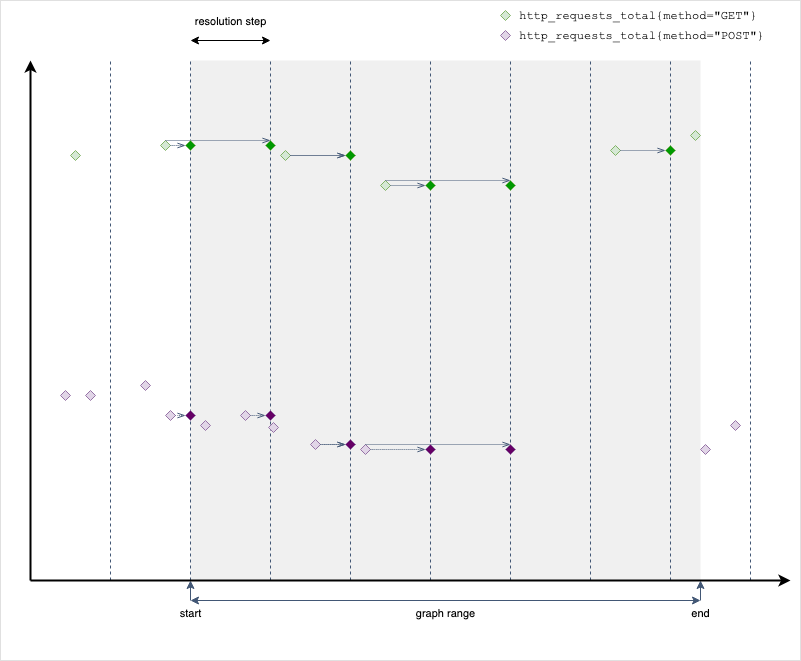 resolution step
http_requests_total{method="GET"}
http_requests_total{method="POST"}
start
graph range
end